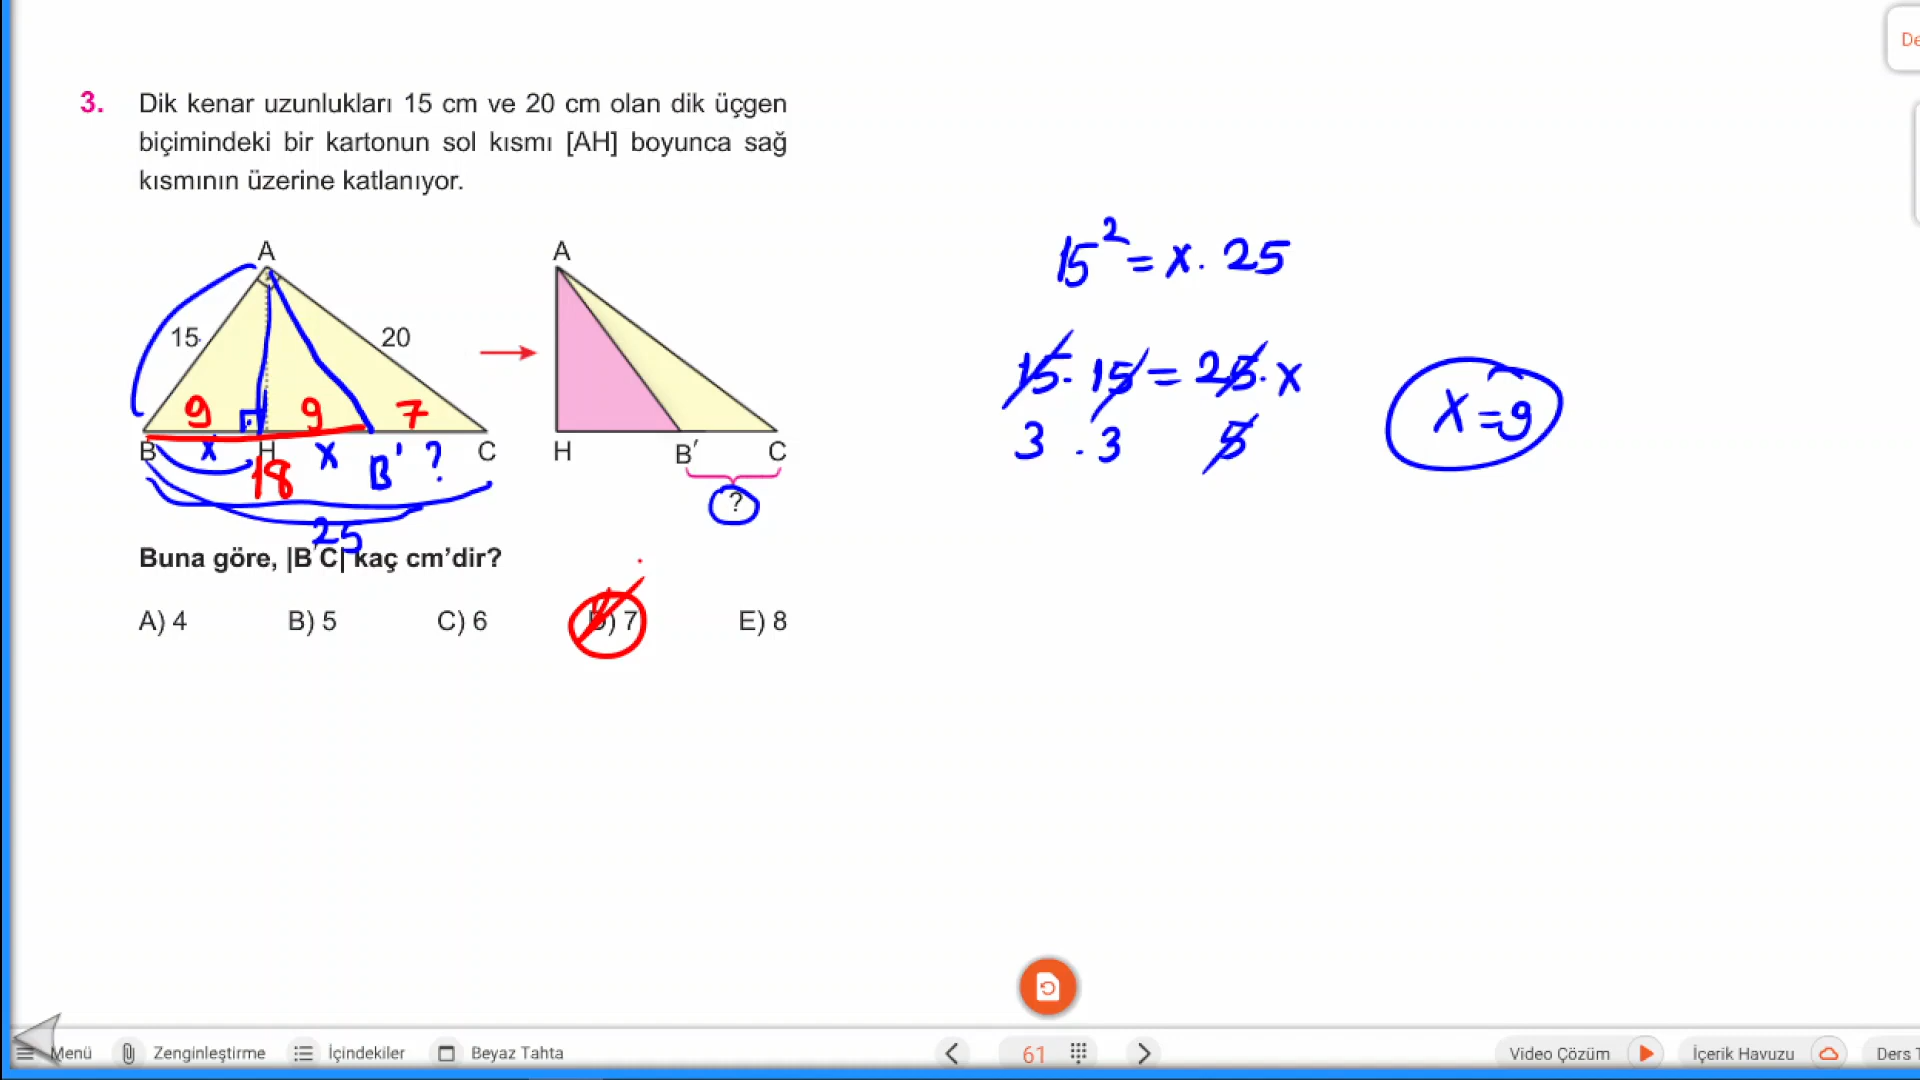 De
3. Dik kenar uzunlukları 15 cm ve 20 cm olan dik üçgen
biçimindeki bir kartonun sol kısmı [AH] boyunca sağ
kısmının üzerine katlanıyor.
15² = x . 25
A A
15 20
15 . 15 = 25 . x
3 . 3 5
x = 9
9 9 7
B H C H B′ C
x x B' ?
18
?
25
Buna göre, |B′C| kaç cm’dir?
A) 4 B) 5 C) 6 D) 7 E) 8
Menü Zenginleştirme İçindekiler Beyaz Tahta 61 Video Çözüm İçerik Havuzu Ders